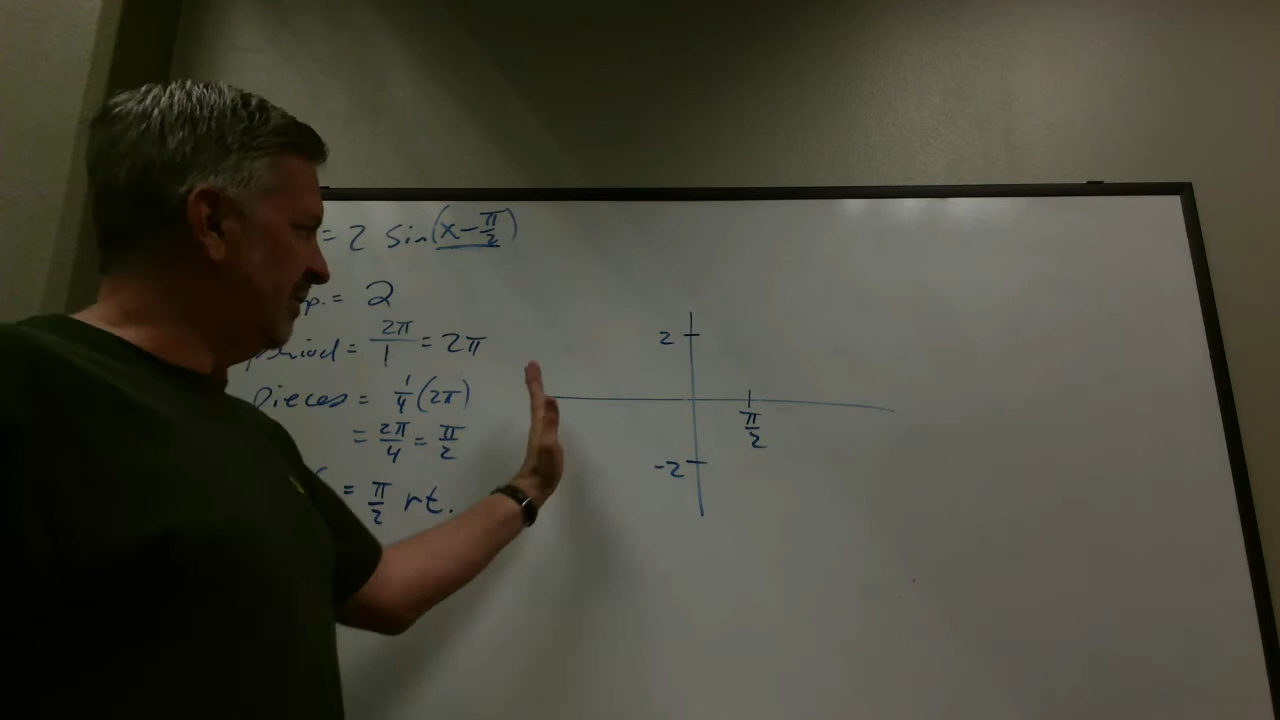 = 2 sin(x - π/2)
p. = 2
period = 2π/1 = 2π
pieces = 1/4 (2π)
= 2π/4 = π/2
= π/2 rt.
2
π/2
-2